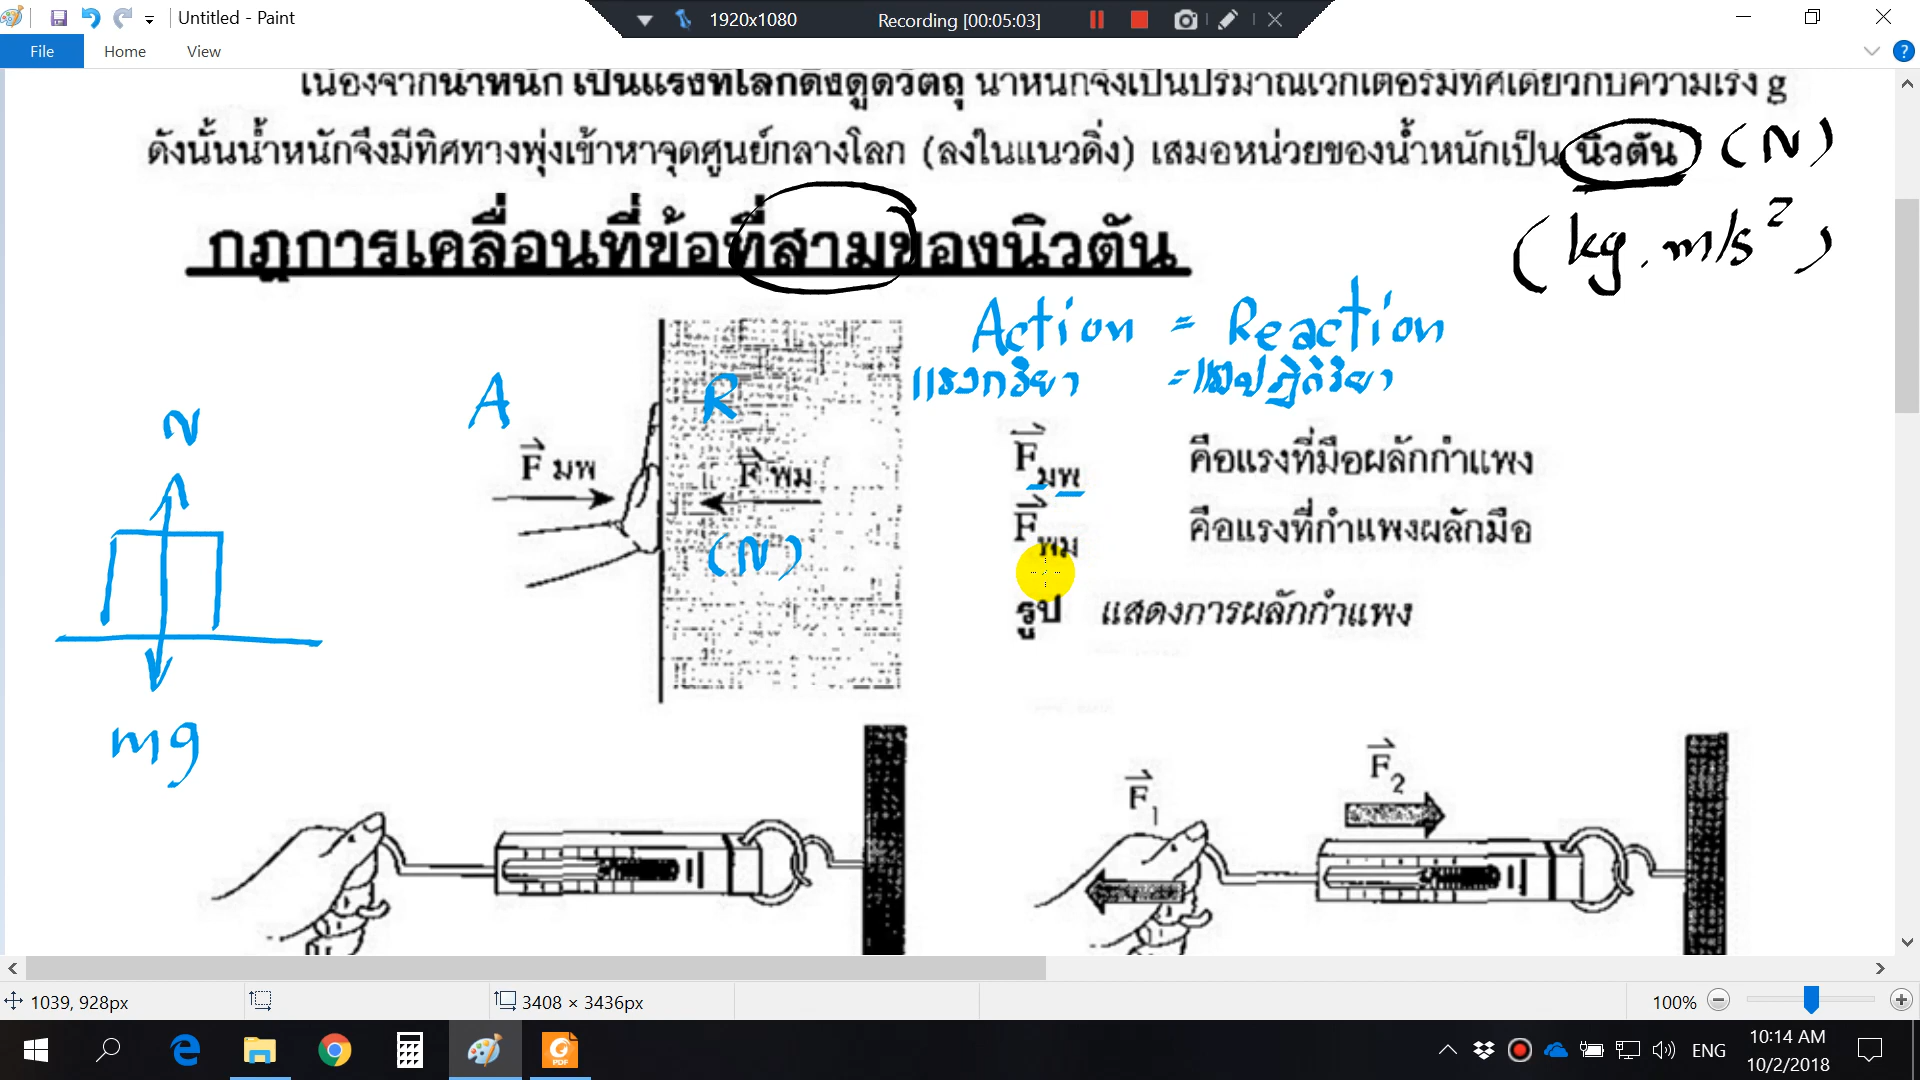 Untitled - Paint
1920x1080
Recording [00:05:03]
File
Home
View
เนื่องจากน้ำหนัก เป็นแรงที่โลกดึงดูดวัตถุ น้ำหนักจึงเป็นปริมาณเวกเตอร์มีทิศเดียวกับความเร่ง g
ดังนั้นน้ำหนักจึงมีทิศทางพุ่งเข้าหาจุดศูนย์กลางโลก (ลงในแนวดิ่ง) เสมอหน่วยของน้ำหนักเป็น นิวตัน (N)
(kg.m/s²)
กฎการเคลื่อนที่ข้อที่สามของนิวตัน
Action = Reaction
แรงกิริยา = แรงปฏิกิริยา
A
R
N
F มพ
F พม
(N)
mg
F มพ คือแรงที่มือผลักกำแพง
F พม คือแรงที่กำแพงผลักมือ
รูป แสดงการผลักกำแพง
F1
F2
1039, 928px
3408 × 3436px
100%
PDF
ENG
10:14 AM
10/2/2018